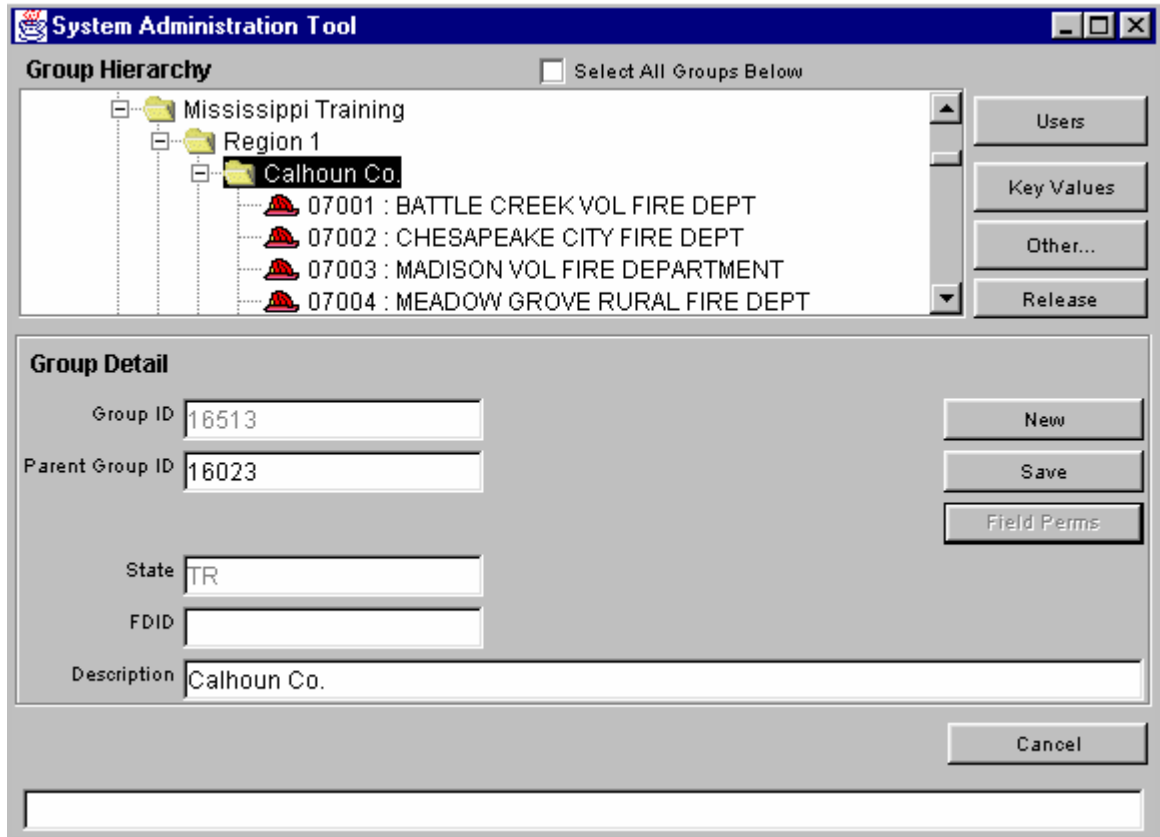 System Administration Tool
Group Hierarchy
Select All Groups Below
Mississippi Training
Region 1
Calhoun Co.
07001 : BATTLE CREEK VOL FIRE DEPT
07002 : CHESAPEAKE CITY FIRE DEPT
07003 : MADISON VOL FIRE DEPARTMENT
07004 : MEADOW GROVE RURAL FIRE DEPT
Users
Key Values
Other...
Release
Group Detail
Group ID 16513
Parent Group ID 16023
State TR
FDID
Description Calhoun Co.
New
Save
Field Perms
Cancel